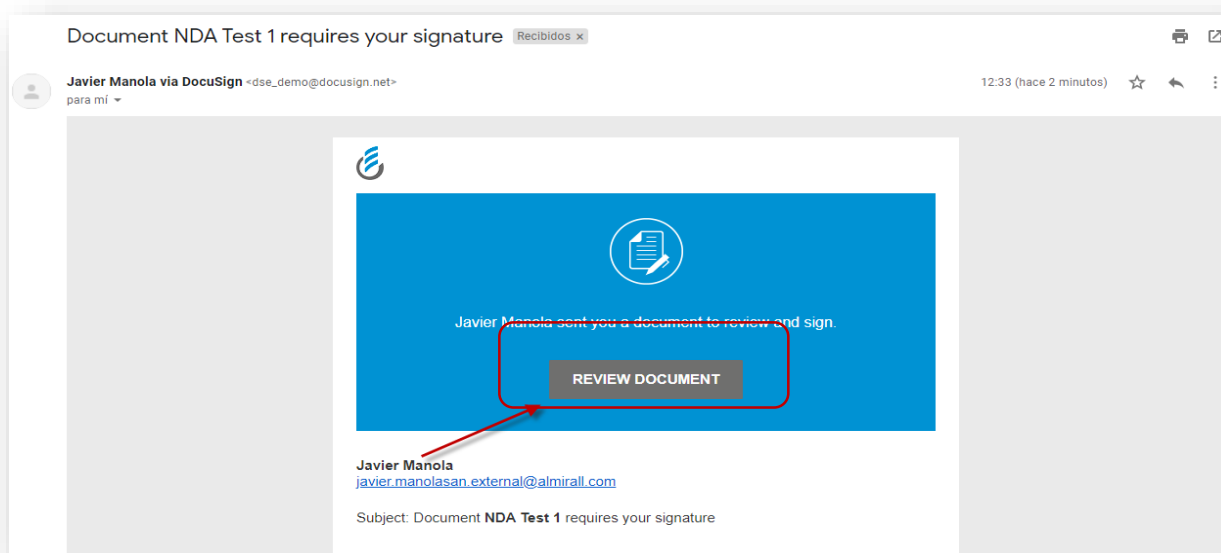 Document NDA Test 1 requires your signature Recibidos x
Javier Manola via DocuSign <dse_demo@docusign.net> 12:33 (hace 2 minutos)
para mí
Javier Manola sent you a document to review and sign.
REVIEW DOCUMENT
Javier Manola
javier.manolasan.external@almirall.com
Subject: Document NDA Test 1 requires your signature